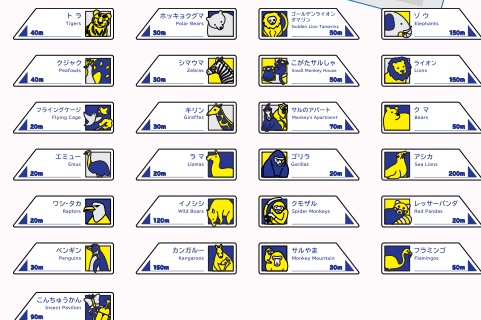 トラ
Tigers
40m
ホッキョクグマ
Polar Bears
30m
ゴールデンライオン
タマリン
Golden Lion Tamarins
50m
ゾウ
Elephants
150m
クジャク
Peafowls
40m
シマウマ
Zebras
30m
こがたサルしゃ
Small Monkey House
50m
ライオン
Lions
150m
フライングケージ
Flying Cage
20m
キリン
Giraffes
30m
サルのアパート
Monkey's Apartment
70m
クマ
Bears
50m
エミュー
Emus
20m
ラマ
Llamas
20m
ゴリラ
Gorillas
20m
アシカ
Sea Lions
200m
ワシ・タカ
Raptors
20m
イノシシ
Wild Boars
120m
クモザル
Spider Monkeys
30m
レッサーパンダ
Red Pandas
20m
ペンギン
Penguins
30m
カンガルー
Kangaroos
150m
サルやま
Monkey Mountain
30m
フラミンゴ
Flamingos
50m
こんちゅうかん
Insect Pavilion
90m